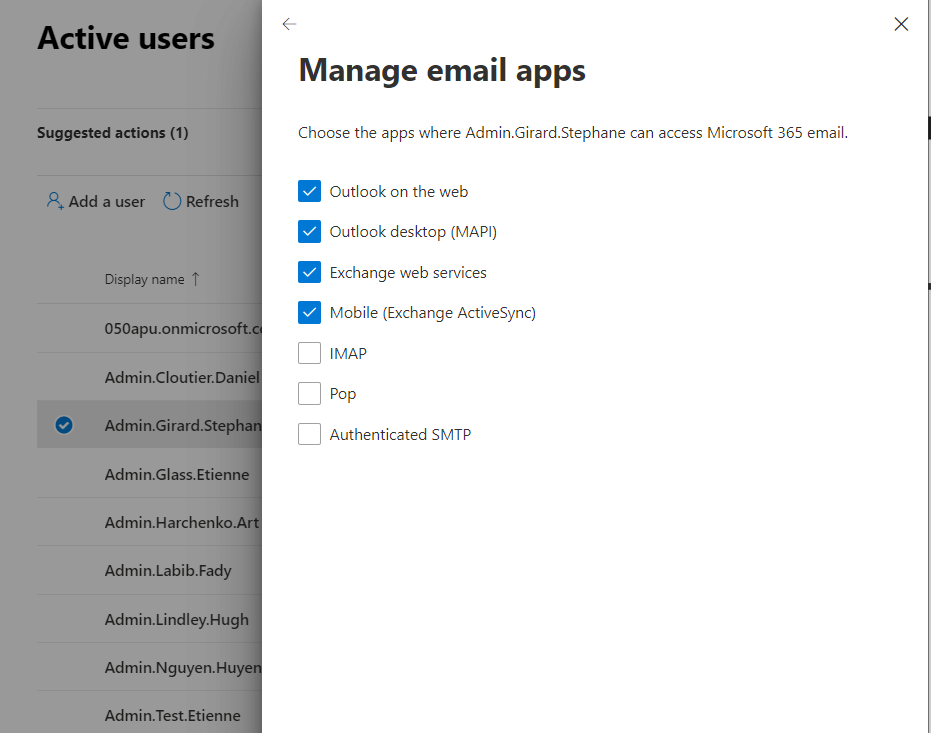 Active users
Suggested actions (1)
Add a user
Refresh
Display name ↑
050apu.onmicrosoft.c
Admin.Cloutier.Daniel
Admin.Girard.Stephan
Admin.Glass.Etienne
Admin.Harchenko.Art
Admin.Labib.Fady
Admin.Lindley.Hugh
Admin.Nguyen.Huyen
Admin.Test.Etienne
Manage email apps
Choose the apps where Admin.Girard.Stephane can access Microsoft 365 email.
Outlook on the web
Outlook desktop (MAPI)
Exchange web services
Mobile (Exchange ActiveSync)
IMAP
Pop
Authenticated SMTP